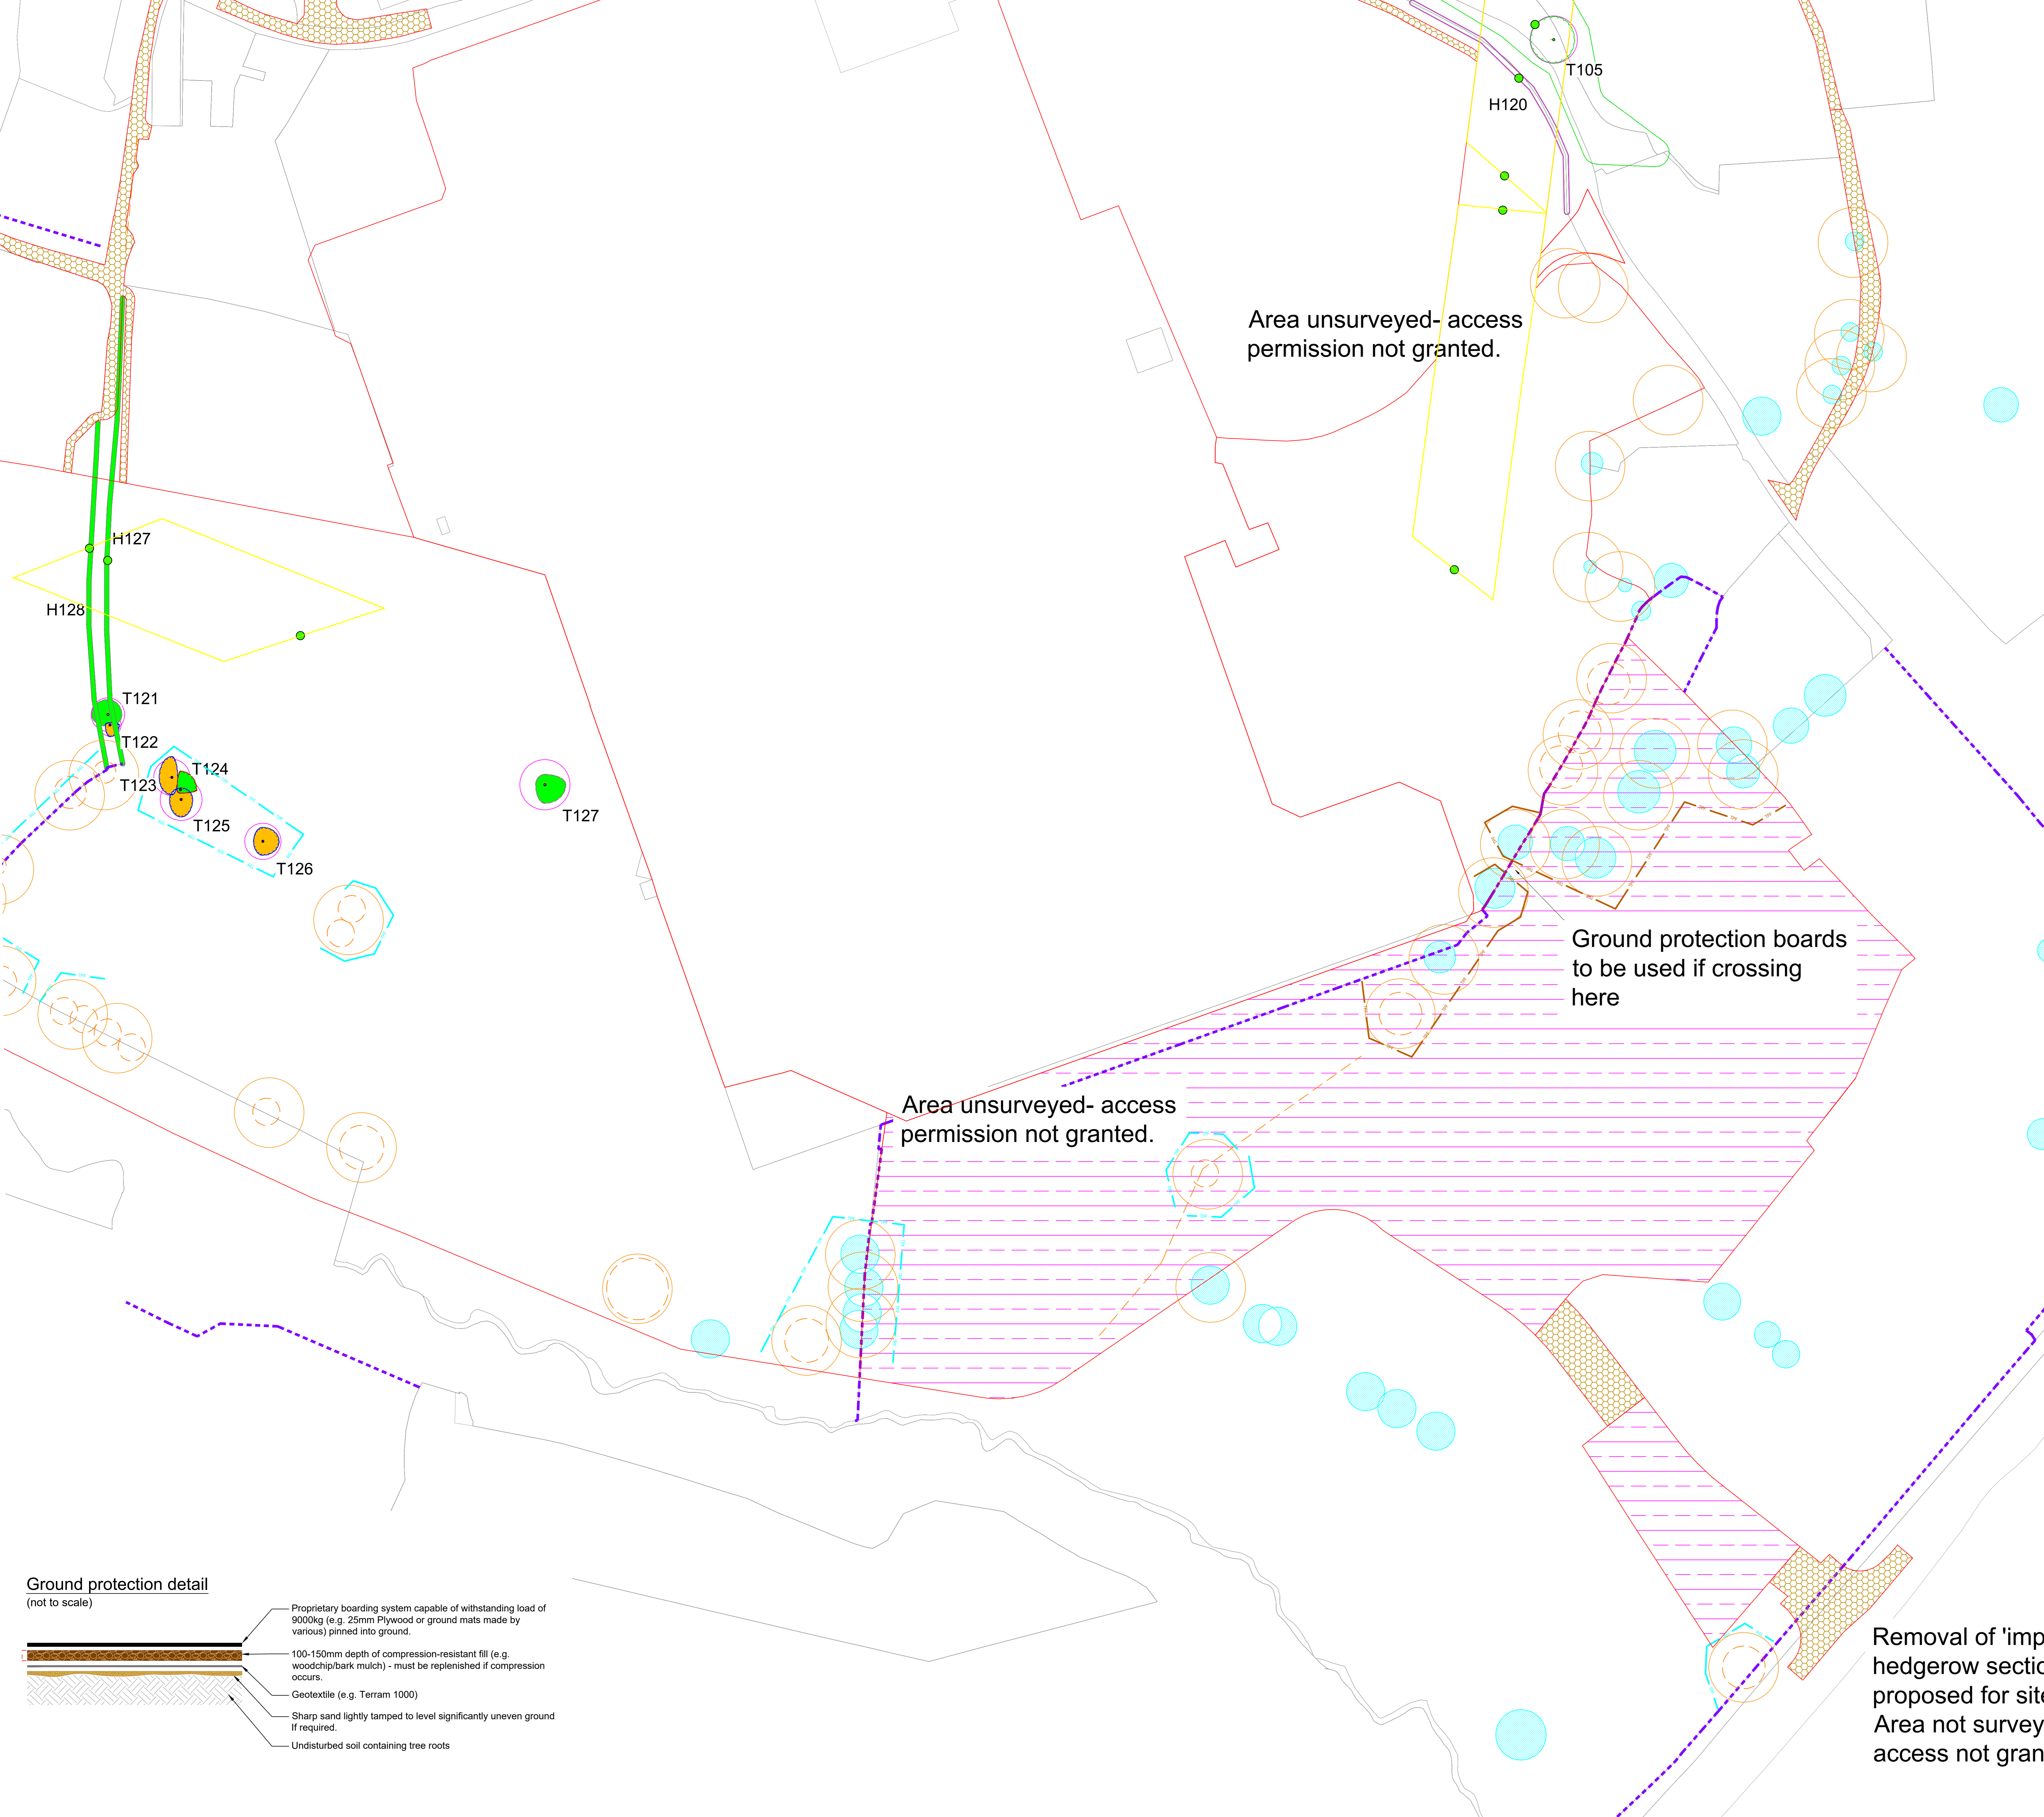 T105
H120
Area unsurveyed- access
permission not granted.
H127
H128
T121
T122
T124
T123
T125
T126
T127
Ground protection boards
to be used if crossing
here
Area unsurveyed- access
permission not granted.
Ground protection detail
(not to scale)
Proprietary boarding system capable of withstanding load of
9000kg (e.g. 25mm Plywood or ground mats made by
various) pinned into ground.
100-150mm depth of compression-resistant fill (e.g.
woodchip/bark mulch) - must be replenished if compression
occurs.
Geotextile (e.g. Terram 1000)
Sharp sand lightly tamped to level significantly uneven ground
If required.
Undisturbed soil containing tree roots
Removal of 'imp
hedgerow sectio
proposed for site
Area not survey
access not gran